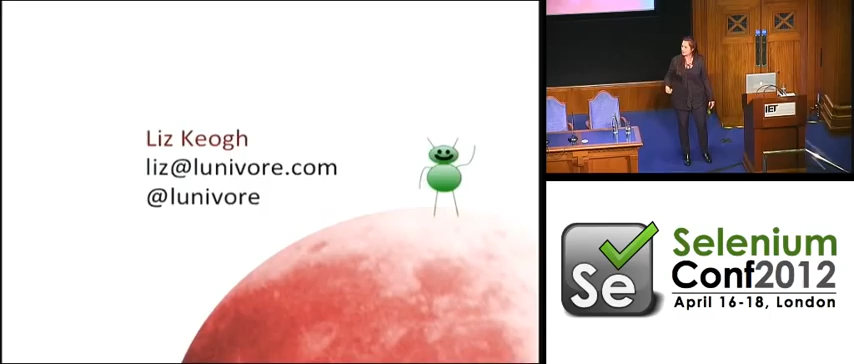 Liz Keogh
liz@lunivore.com
@lunivore
IET
Se
Selenium
Conf2012
April 16-18, London